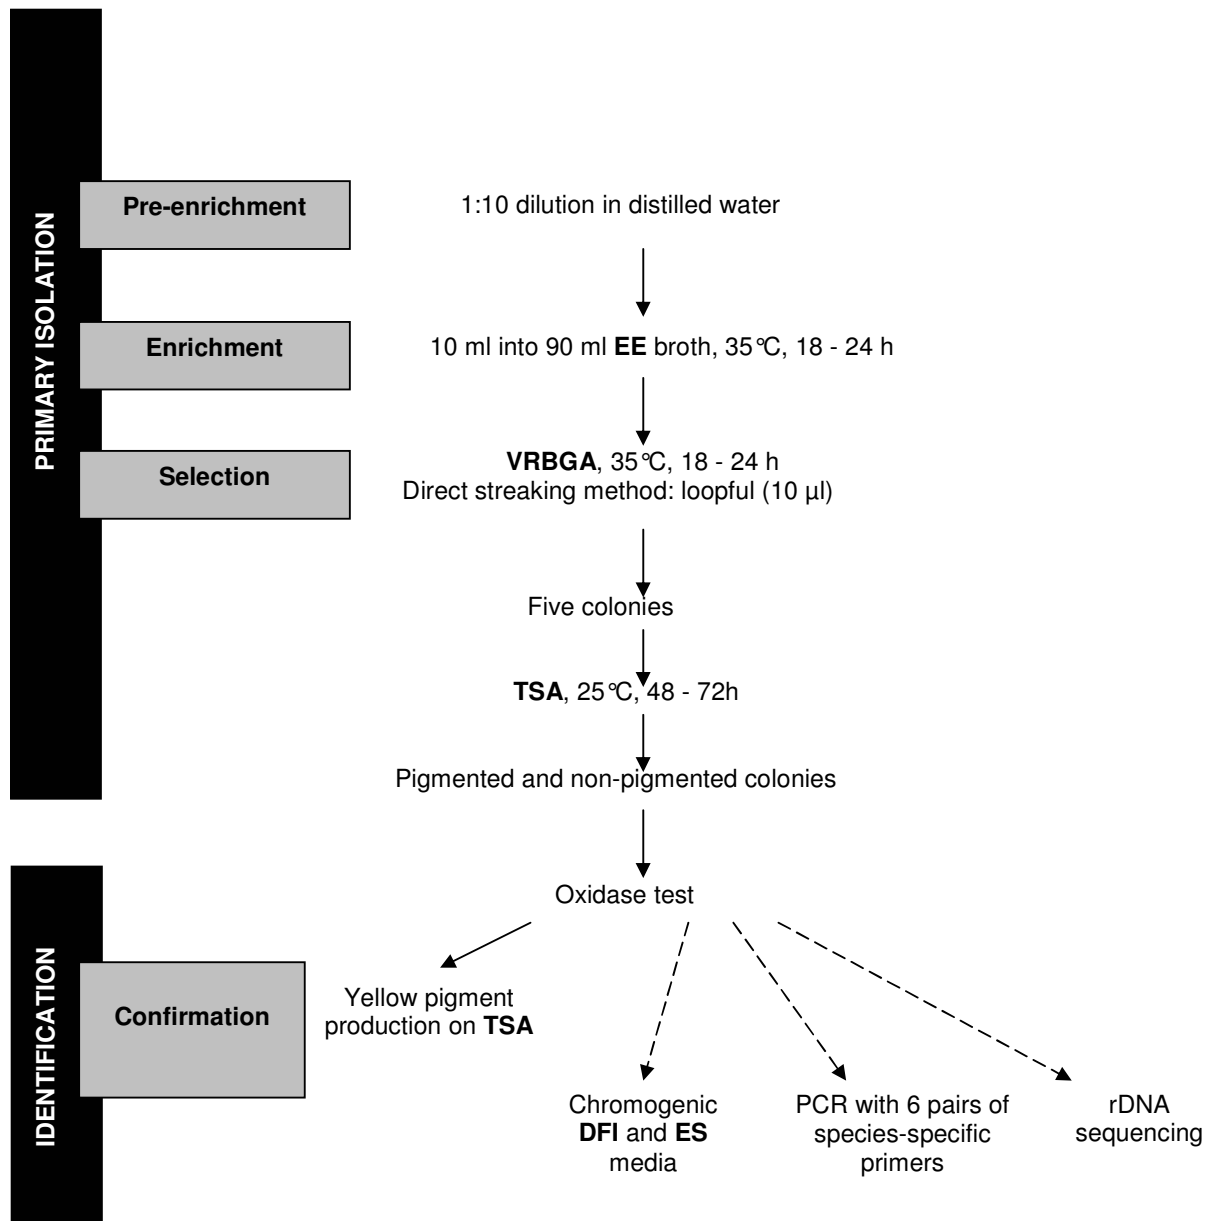 PRIMARY ISOLATION
Pre-enrichment
1:10 dilution in distilled water
Enrichment
10 ml into 90 ml EE broth, 35°C, 18 - 24 h
Selection
VRBGA, 35°C, 18 - 24 h
Direct streaking method: loopful (10 µl)
Five colonies
TSA, 25°C, 48 - 72h
Pigmented and non-pigmented colonies
IDENTIFICATION
Oxidase test
Confirmation
Yellow pigment
production on TSA
Chromogenic
DFI and ES
media
PCR with 6 pairs of
species-specific
primers
rDNA
sequencing